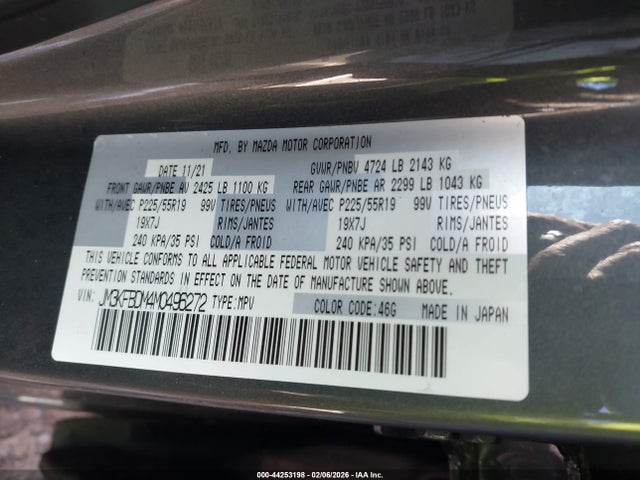 MFD. BY MAZDA MOTOR CORPORATION
DATE 11/21 GVWR/PNBV 4724 LB 2143 KG
FRONT GAWR/PNBE AV 2425 LB 1100 KG REAR GAWR/PNBE AR 2299 LB 1043 KG
WITH/AVEC P225/55R19 99V TIRES/PNEUS WITH/AVEC P225/55R19 99V TIRES/PNEUS
19X7J RIMS/JANTES 19X7J RIMS/JANTES
240 KPA/35 PSI COLD/A FROID 240 KPA/35 PSI COLD/A FROID
THIS VEHICLE CONFORMS TO ALL APPLICABLE FEDERAL MOTOR VEHICLE SAFETY AND THEFT
PREVENTION STANDARDS IN EFFECT ON THE DATE OF MANUFACTURE SHOWN ABOVE.
VIN: JM3KFBDM4M0496272 TYPE:MPV COLOR CODE:46G MADE IN JAPAN
000-44253198 - 02/06/2026 - IAA Inc.